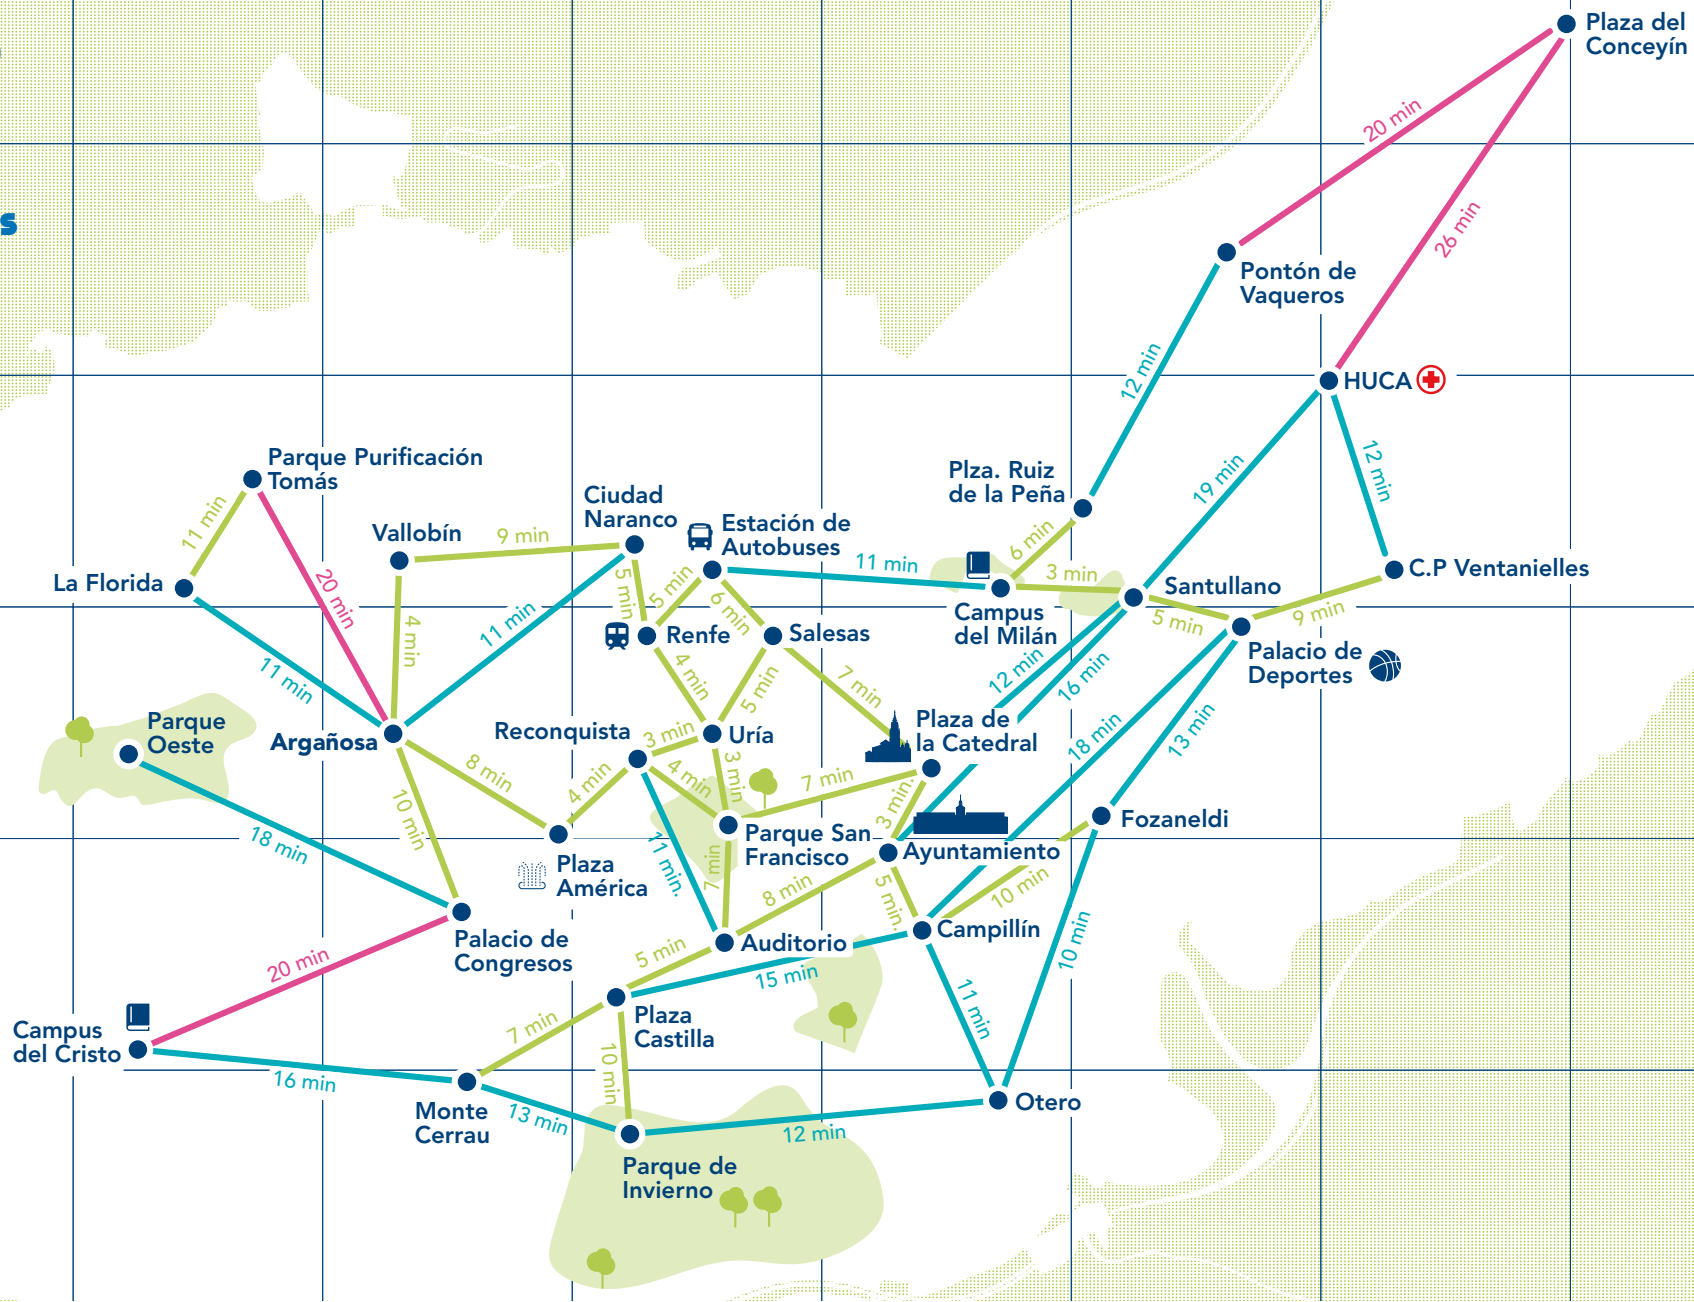 s
Plaza del
Conceyín
20 min
26 min
Pontón de
Vaqueros
12 min
HUCA
19 min
12 min
Parque Purificación
Tomás
11 min
20 min
Vallobín
9 min
Ciudad
Naranco
Estación de
Autobuses
Plza. Ruiz
de la Peña
6 min
11 min
3 min
La Florida
C.P Ventanielles
Santullano
9 min
5 min
Campus
del Milán
5 min
5 min
6 min
4 min
11 min
Renfe
Salesas
Palacio de
Deportes
11 min
4 min
5 min
7 min
12 min
16 min
Parque
Oeste
Argañosa
Reconquista
3 min
Uría
Plaza de
la Catedral
18 min
13 min
8 min
4 min
4 min
3 min
7 min
3 min.
10 min
18 min
Plaza
América
11 min.
Parque San
Francisco
7 min
Ayuntamiento
Fozaneldi
8 min
5 min.
10 min
10 min
Palacio de
Congresos
20 min
5 min
Auditorio
Campillín
15 min
11 min
Campus
del Cristo
16 min
7 min
Plaza
Castilla
10 min
Monte
Cerrau
13 min
12 min
Otero
Parque de
Invierno